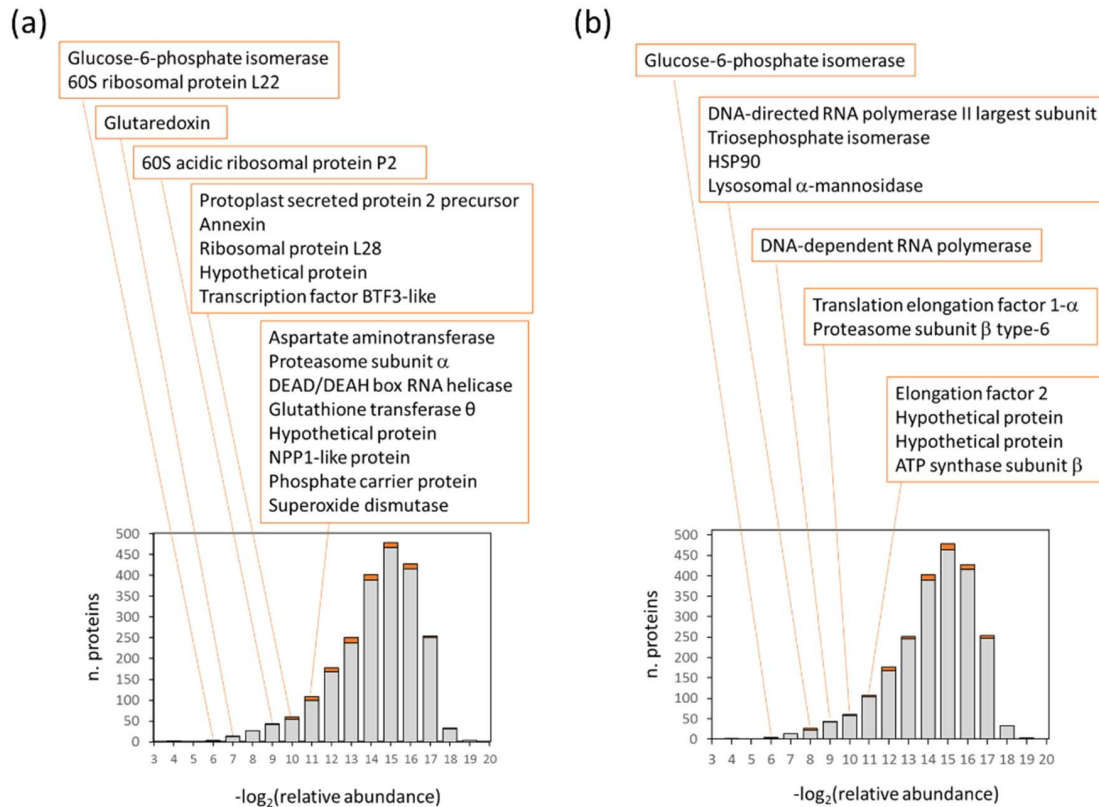 (a)
Glucose-6-phosphate isomerase
60S ribosomal protein L22
Glutaredoxin
60S acidic ribosomal protein P2
Protoplast secreted protein 2 precursor
Annexin
Ribosomal protein L28
Hypothetical protein
Transcription factor BTF3-like
Aspartate aminotransferase
Proteasome subunit α
DEAD/DEAH box RNA helicase
Glutathione transferase θ
Hypothetical protein
NPP1-like protein
Phosphate carrier protein
Superoxide dismutase
500
450
400
350
300
250
200
150
100
50
0
n. proteins
3 4 5 6 7 8 9 10 11 12 13 14 15 16 17 18 19 20
-log₂(relative abundance)
(b)
Glucose-6-phosphate isomerase
DNA-directed RNA polymerase II largest subunit
Triosephosphate isomerase
HSP90
Lysosomal α-mannosidase
DNA-dependent RNA polymerase
Translation elongation factor 1-α
Proteasome subunit β type-6
Elongation factor 2
Hypothetical protein
Hypothetical protein
ATP synthase subunit β
500
450
400
350
300
250
200
150
100
50
0
n. proteins
3 4 5 6 7 8 9 10 11 12 13 14 15 16 17 18 19 20
-log₂(relative abundance)